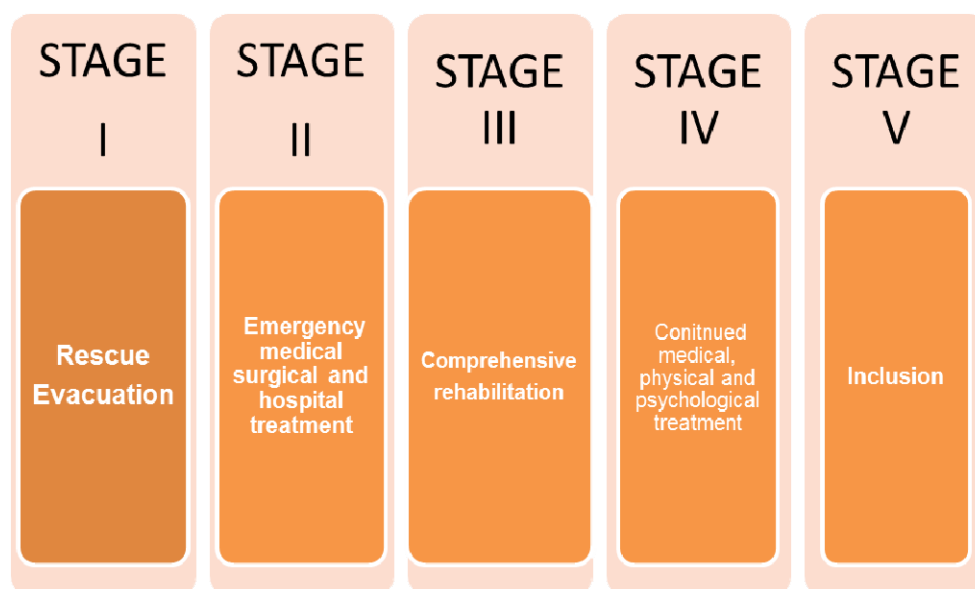 STAGE
I
Rescue
Evacuation
STAGE
II
Emergency
medical
surgical and
hospital
treatment
STAGE
III
Comprehensive
rehabilitation
STAGE
IV
Conitnued
medical,
physical and
psychological
treatment
STAGE
V
Inclusion